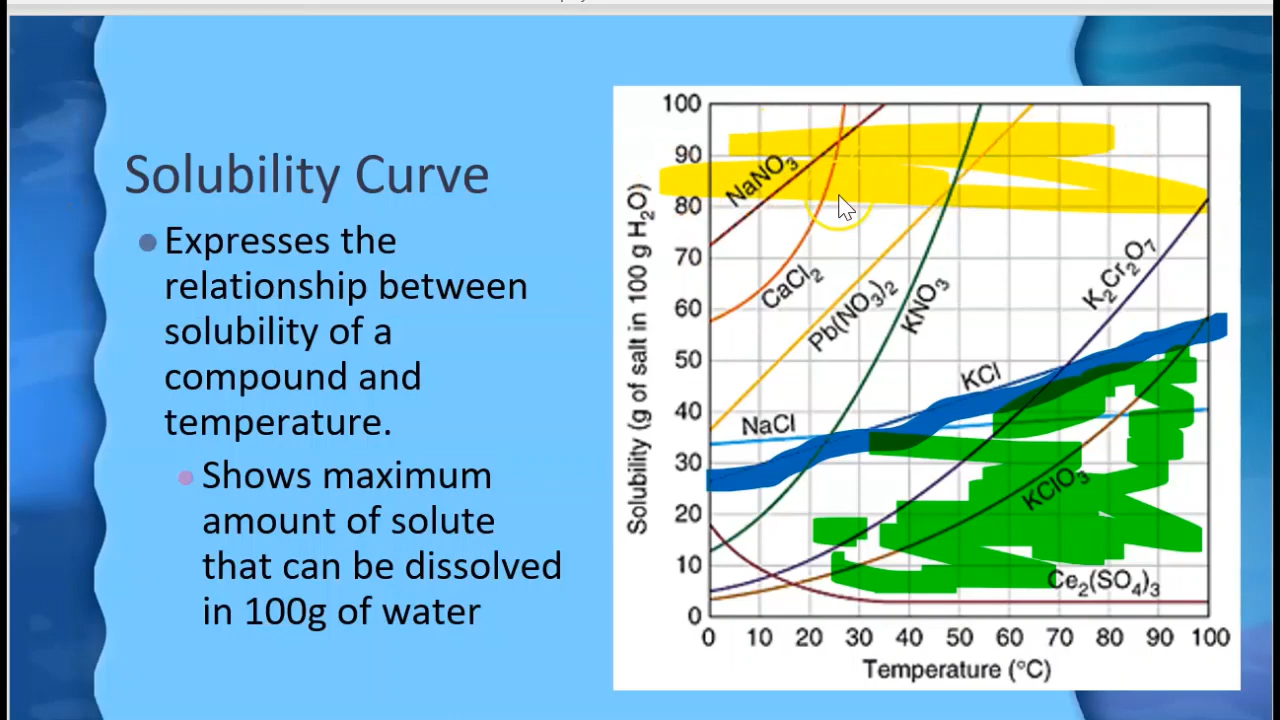 Solubility Curve
Expresses the
relationship between
solubility of a
compound and
temperature.
Shows maximum
amount of solute
that can be dissolved
in 100g of water
Solubility (g of salt in 100 g H₂O)
100
90
80
70
60
50
40
30
20
10
0
NaNO₃
CaCl₂
Pb(NO₃)₂
KNO₃
K₂Cr₂O₇
KCl
NaCl
KClO₃
Ce₂(SO₄)₃
0 10 20 30 40 50 60 70 80 90 100
Temperature (°C)